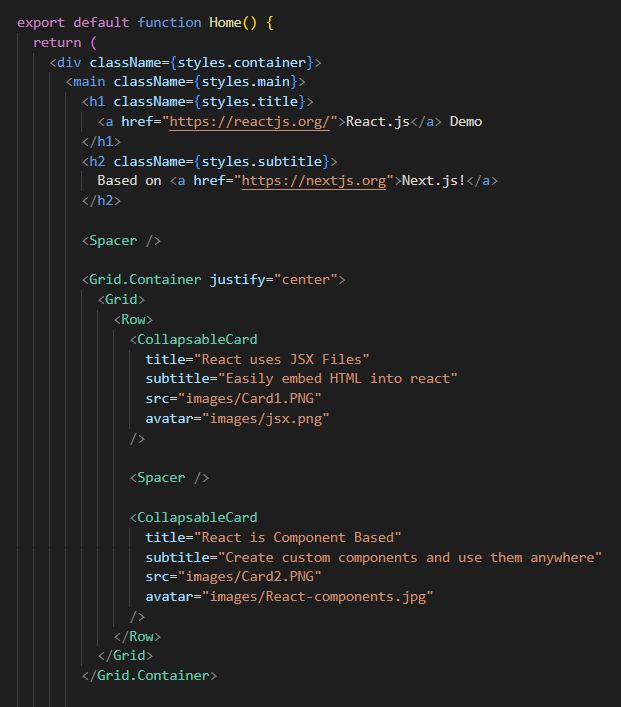 export default function Home() {
  return (
    <div className={styles.container}>
      <main className={styles.main}>
        <h1 className={styles.title}>
          <a href="https://reactjs.org/">React.js</a> Demo
        </h1>
        <h2 className={styles.subtitle}>
          Based on <a href="https://nextjs.org">Next.js!</a>
        </h2>

        <Spacer />

        <Grid.Container justify="center">
          <Grid>
            <Row>
              <CollapsableCard
                title="React uses JSX Files"
                subtitle="Easily embed HTML into react"
                src="images/Card1.PNG"
                avatar="images/jsx.png"
              />

              <Spacer />

              <CollapsableCard
                title="React is Component Based"
                subtitle="Create custom components and use them anywhere"
                src="images/Card2.PNG"
                avatar="images/React-components.jpg"
              />
            </Row>
          </Grid>
        </Grid.Container>